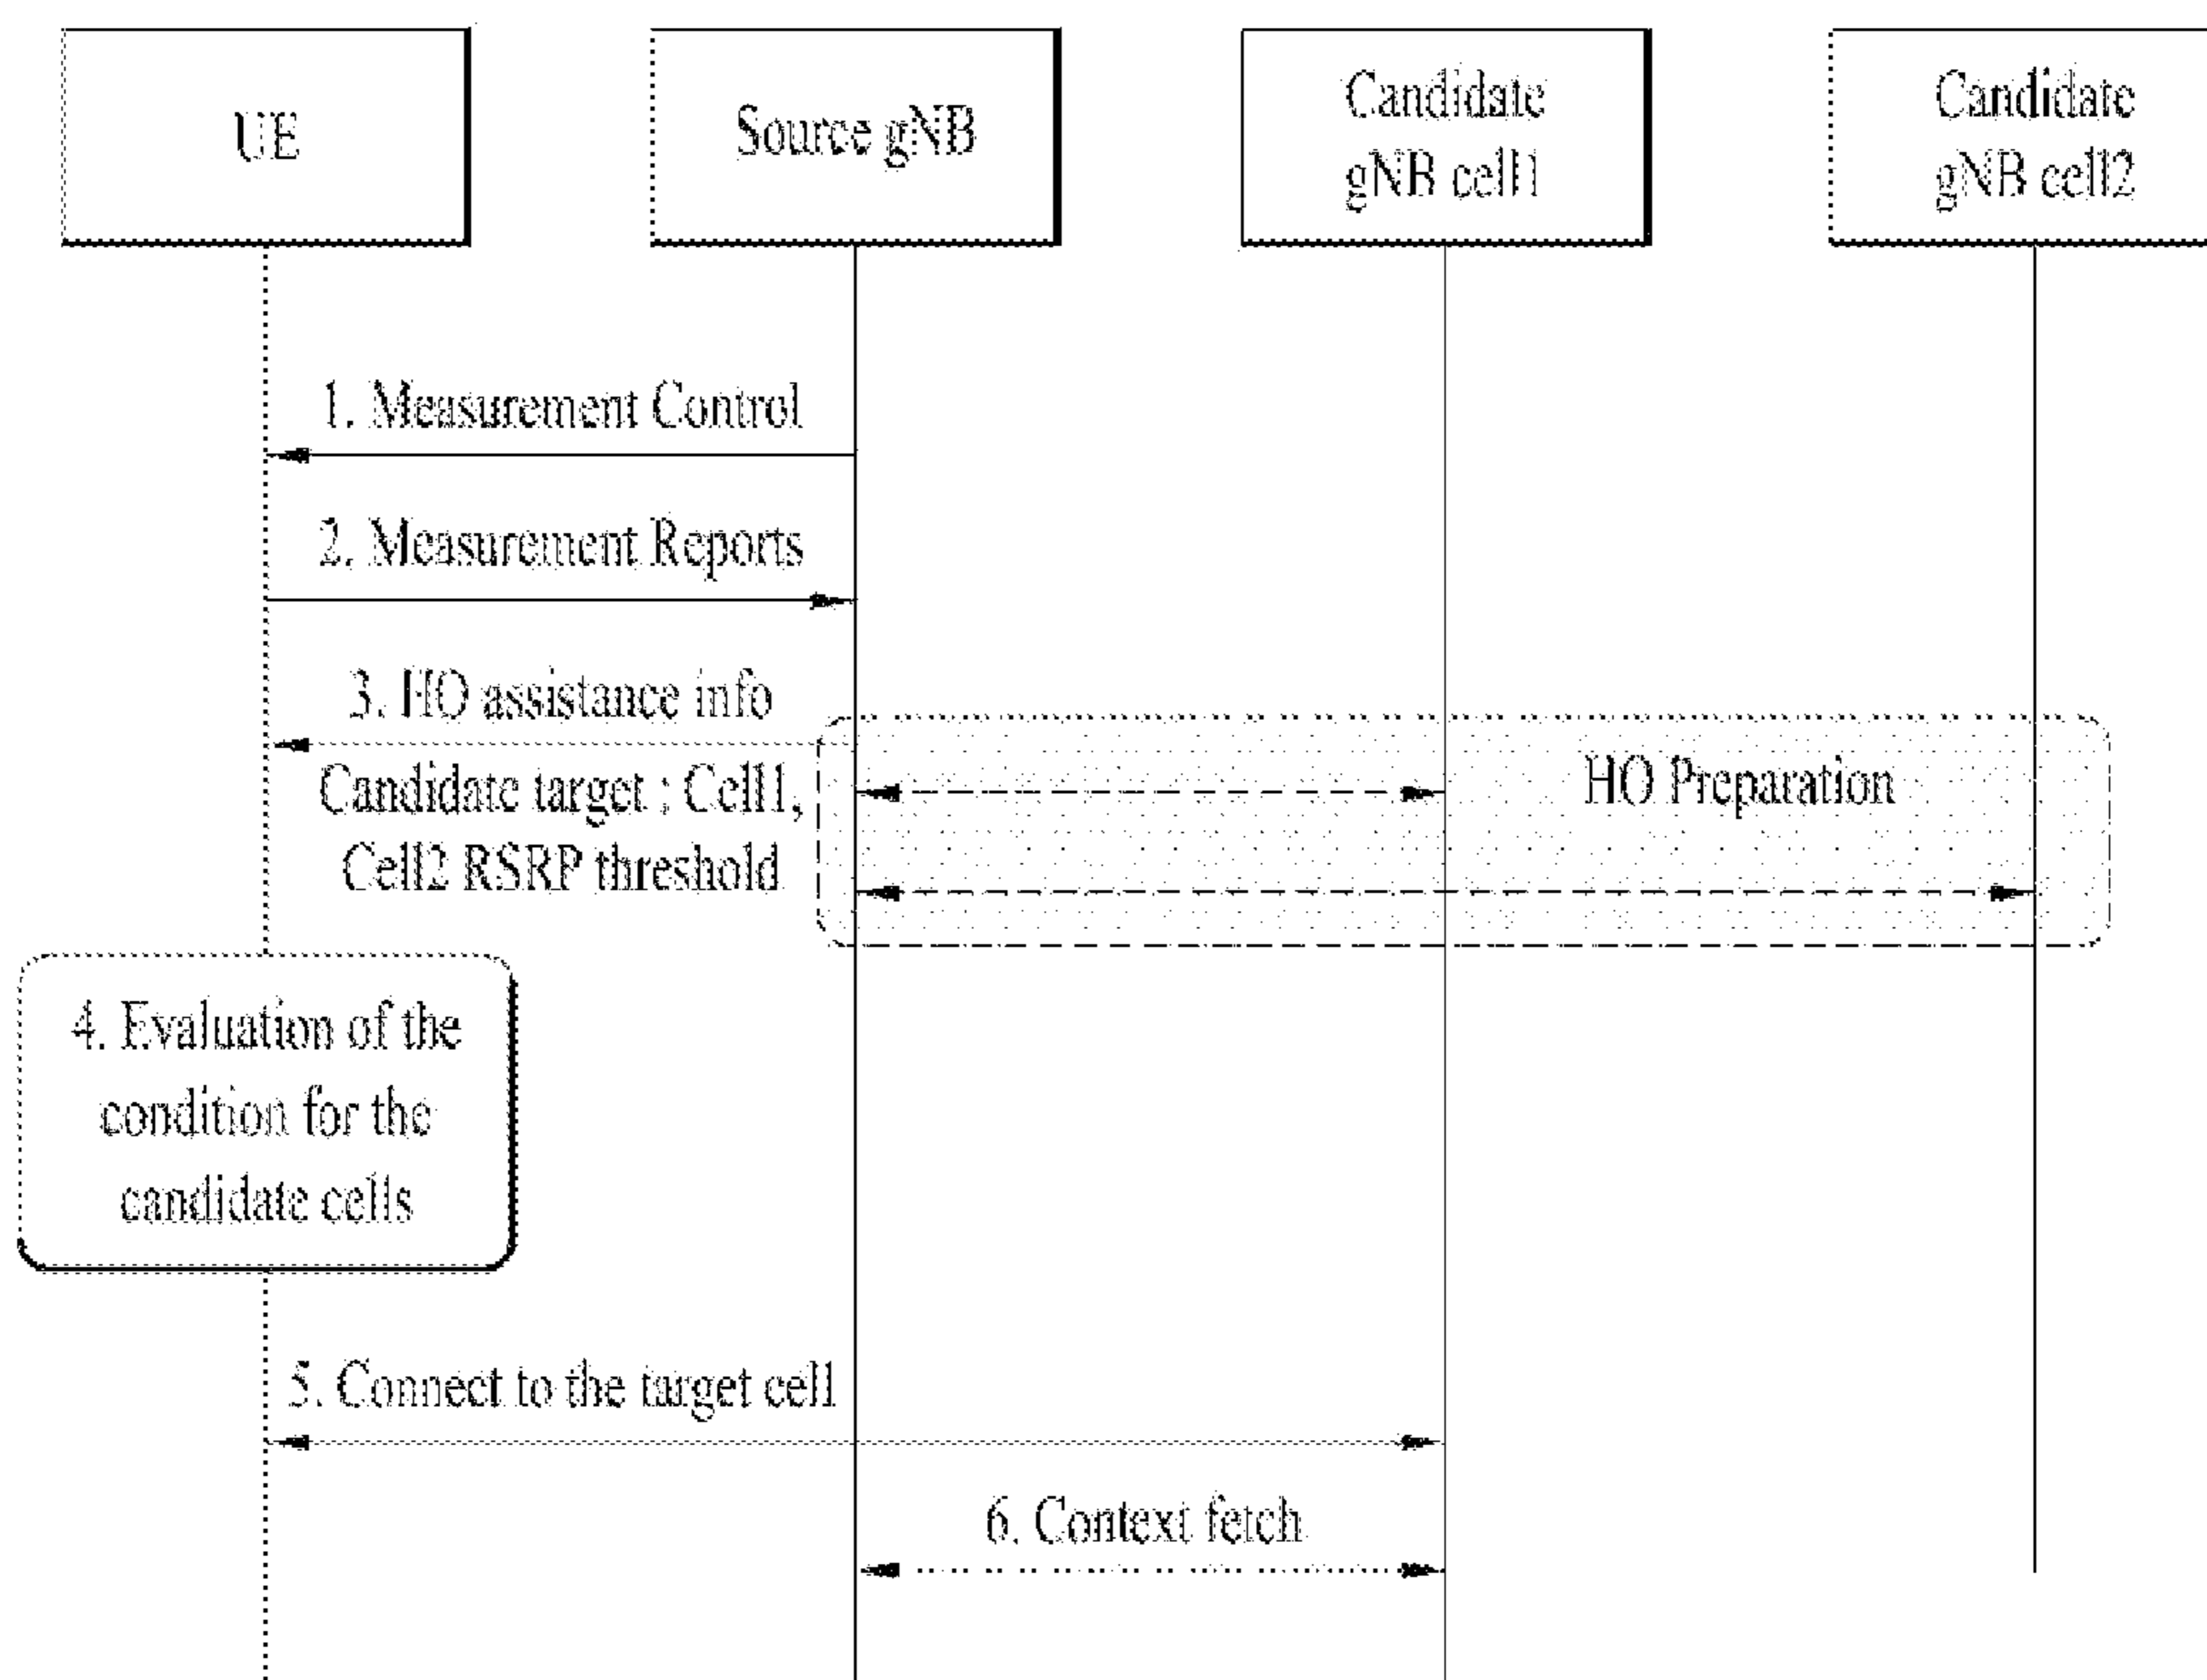 UE
Source gNB
Candidate
gNB cell1
Candidate
gNB cell2
1. Measurement Control
2. Measurement Reports
3. HO assistance info
Candidate target : Cell1,
Cell2 RSRP threshold
HO Preparation
4. Evaluation of the
condition for the
candidate cells
5. Connect to the target cell
6. Context fetch